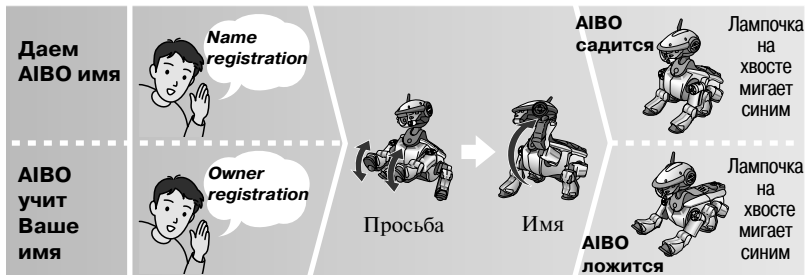 Даем
AIBO имя
Name
registration
AIBO
учит
Ваше
имя
Owner
registration
Просьба
Имя
AIBO
садится
Лампочка
на
хвосте
мигает
синим
AIBO
ложится
Лампочка
на
хвосте
мигает
синим